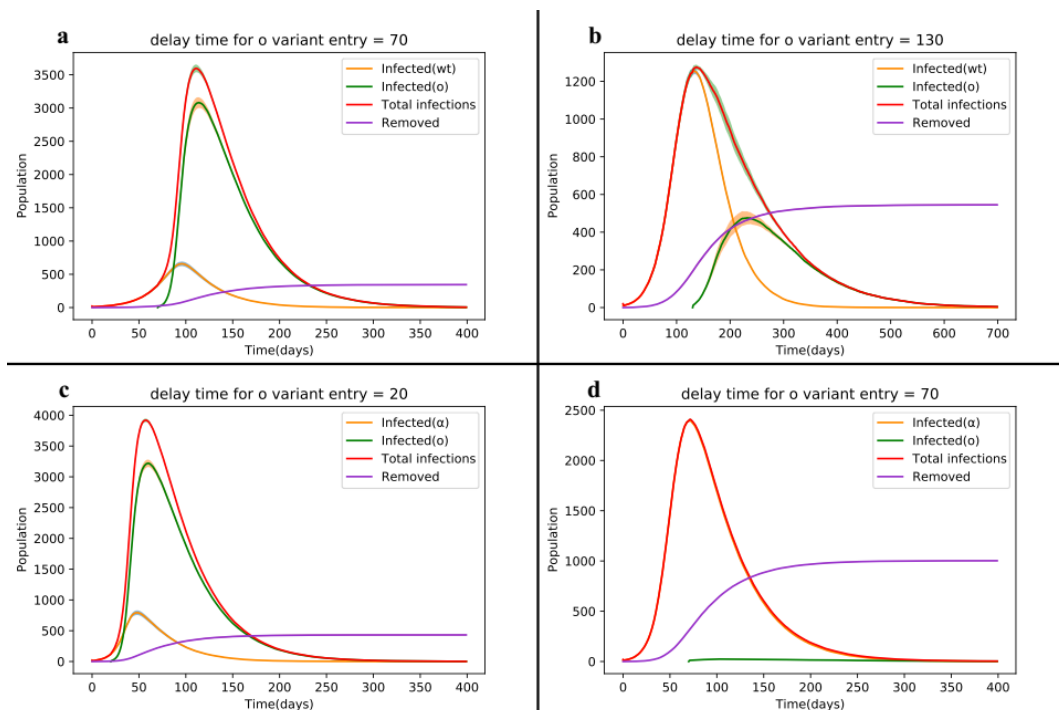 a
delay time for o variant entry = 70
Population
3500
3000
2500
2000
1500
1000
500
0
Infected(wt)
Infected(o)
Total infections
Removed
0 50 100 150 200 250 300 350 400
Time(days)
b
delay time for o variant entry = 130
Population
1200
1000
800
600
400
200
0
Infected(wt)
Infected(o)
Total infections
Removed
0 100 200 300 400 500 600 700
Time(days)
c
delay time for o variant entry = 20
Population
4000
3500
3000
2500
2000
1500
1000
500
0
Infected(α)
Infected(o)
Total infections
Removed
0 50 100 150 200 250 300 350 400
Time(days)
d
delay time for o variant entry = 70
Population
2500
2000
1500
1000
500
0
Infected(α)
Infected(o)
Total infections
Removed
0 50 100 150 200 250 300 350 400
Time(days)